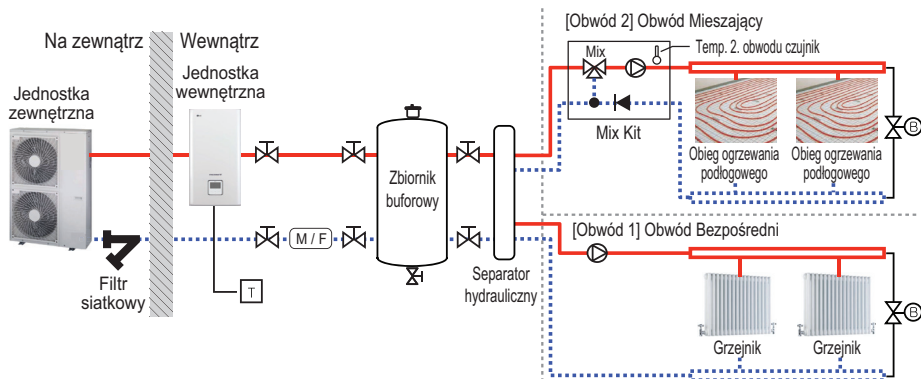 Na zewnątrz
Wewnątrz
Jednostka
zewnętrzna
Jednostka
wewnętrzna
Filtr
siatkowy
T
M / F
Zbiornik
buforowy
Separator
hydrauliczny
[Obwód 2] Obwód Mieszający
Mix
Temp. 2. obwodu czujnik
Mix Kit
Obieg ogrzewania
podłogowego
Obieg ogrzewania
podłogowego
B
[Obwód 1] Obwód Bezpośredni
Grzejnik
Grzejnik
B